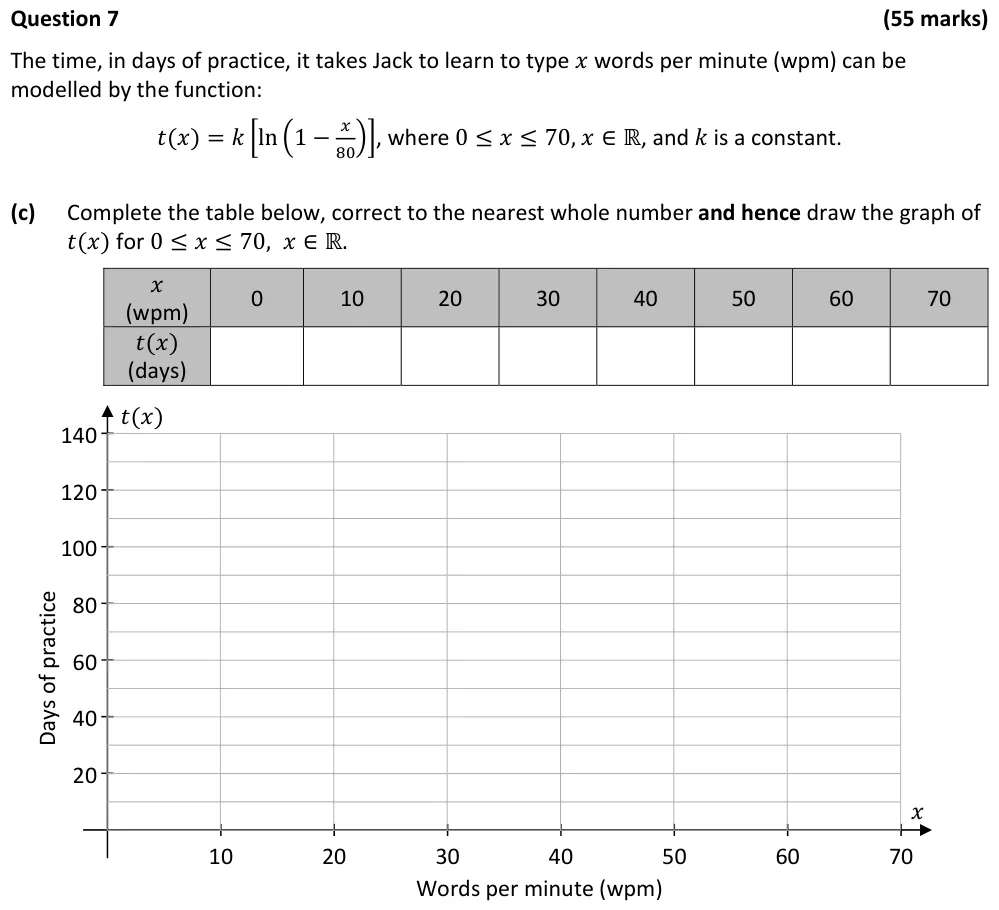 Question 7 (55 marks)
The time, in days of practice, it takes Jack to learn to type x words per minute (wpm) can be
modelled by the function:
t(x) = k [ln (1 − x/80)], where 0 ≤ x ≤ 70, x ∈ ℝ, and k is a constant.
(c) Complete the table below, correct to the nearest whole number and hence draw the graph of
t(x) for 0 ≤ x ≤ 70, x ∈ ℝ.
x
(wpm) 0 10 20 30 40 50 60 70
t(x)
(days)
t(x)
140
120
100
80
60
40
20
Days of practice
x
10 20 30 40 50 60 70
Words per minute (wpm)